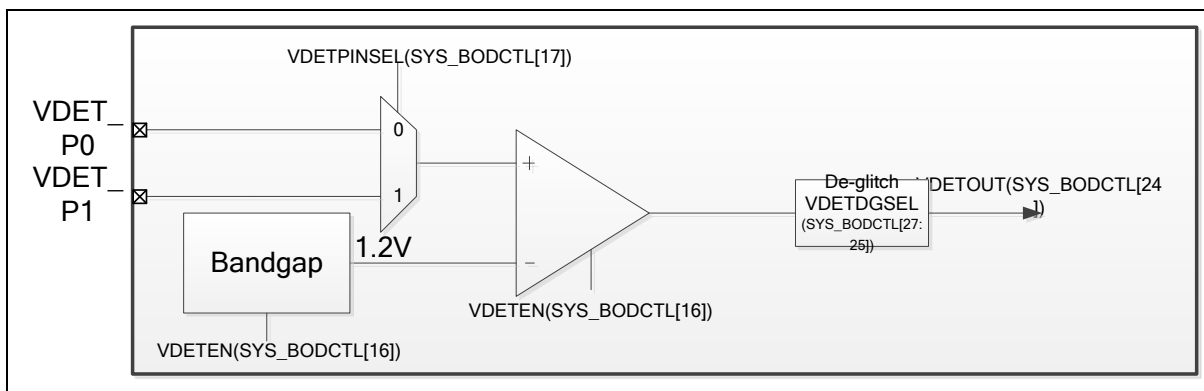 VDETPINSEL(SYS_BODCTL[17])
VDET_
P0
0
VDET_
P1
1
+
De-glitch
VDETDGSEL
(SYS_BODCTL[27:
25])
VDETOUT(SYS_BODCTL[24
])
Bandgap
1.2V
-
VDETEN(SYS_BODCTL[16])
VDETEN(SYS_BODCTL[16])